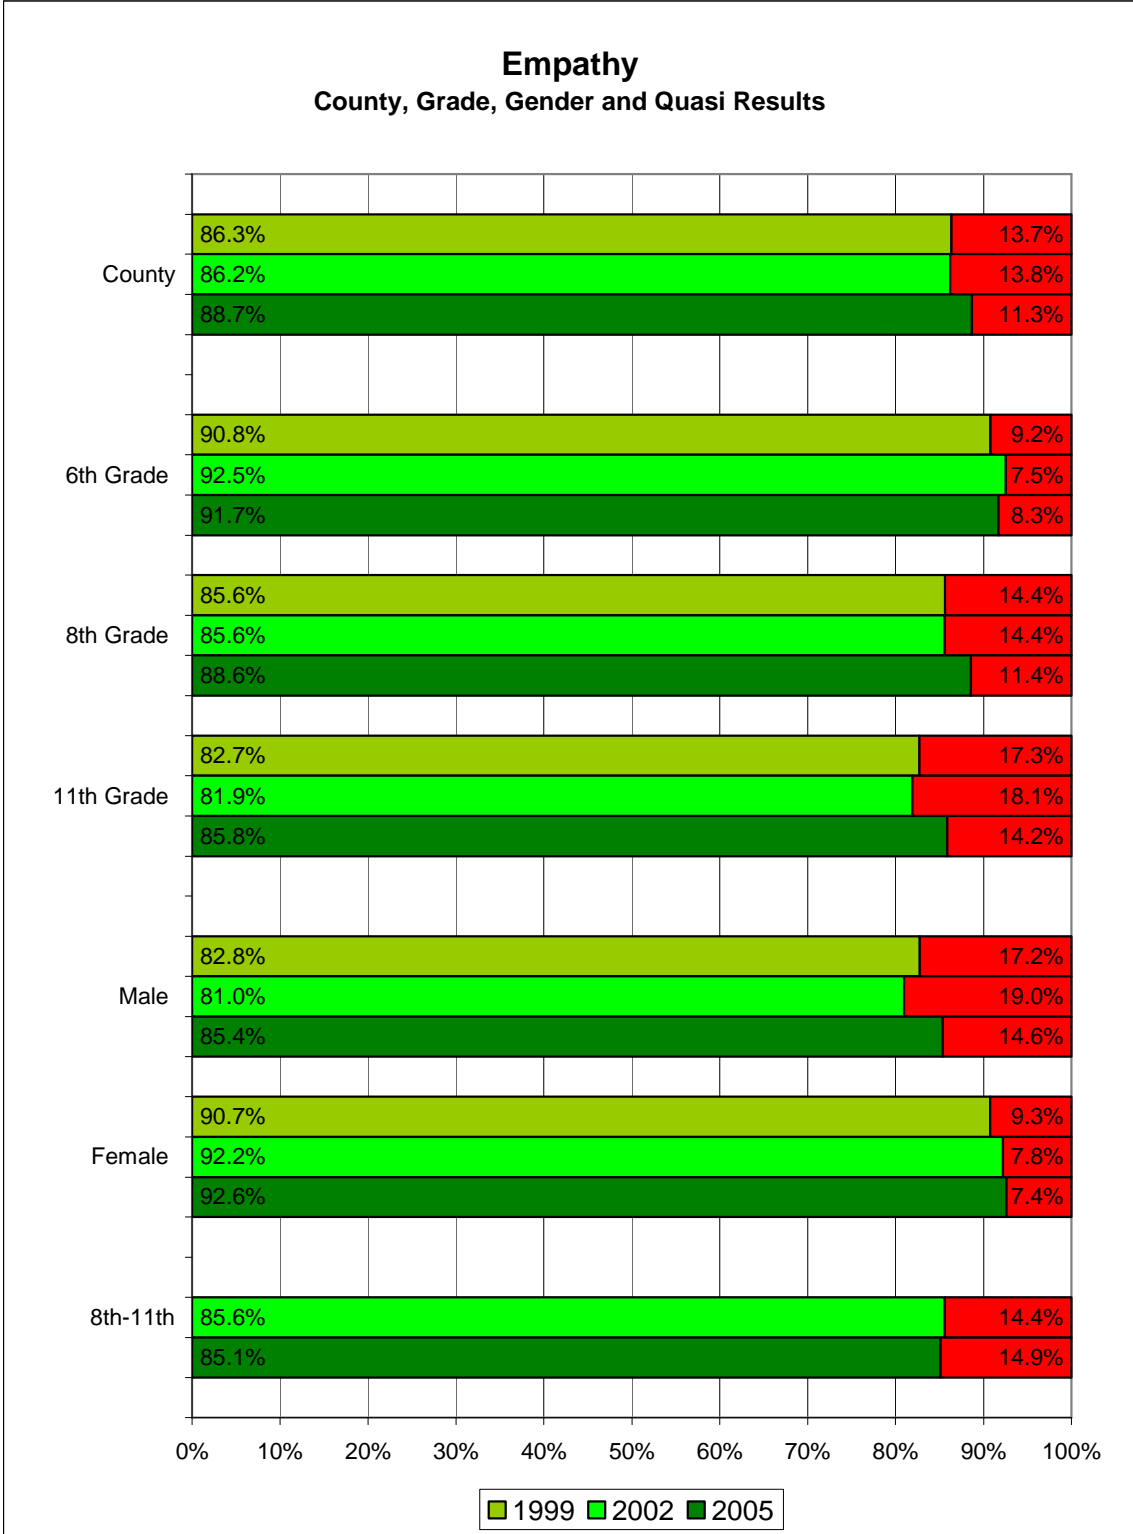 Empathy
County, Grade, Gender and Quasi Results
86.3% 13.7%
County 86.2% 13.8%
88.7% 11.3%
90.8% 9.2%
6th Grade 92.5% 7.5%
91.7% 8.3%
85.6% 14.4%
8th Grade 85.6% 14.4%
88.6% 11.4%
82.7% 17.3%
11th Grade 81.9% 18.1%
85.8% 14.2%
82.8% 17.2%
Male 81.0% 19.0%
85.4% 14.6%
90.7% 9.3%
Female 92.2% 7.8%
92.6% 7.4%
8th-11th 85.6% 14.4%
85.1% 14.9%
0% 10% 20% 30% 40% 50% 60% 70% 80% 90% 100%
1999 2002 2005